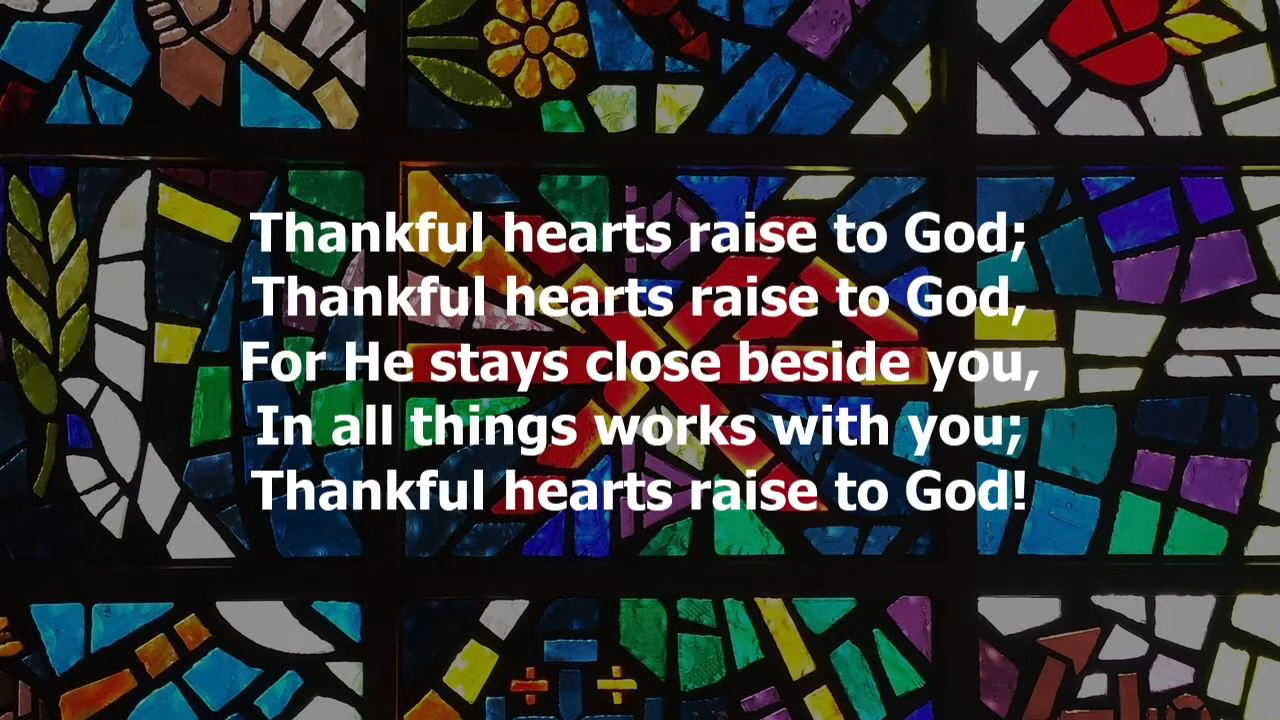 Thankful hearts raise to God;
Thankful hearts raise to God,
For He stays close beside you,
In all things works with you;
Thankful hearts raise to God!